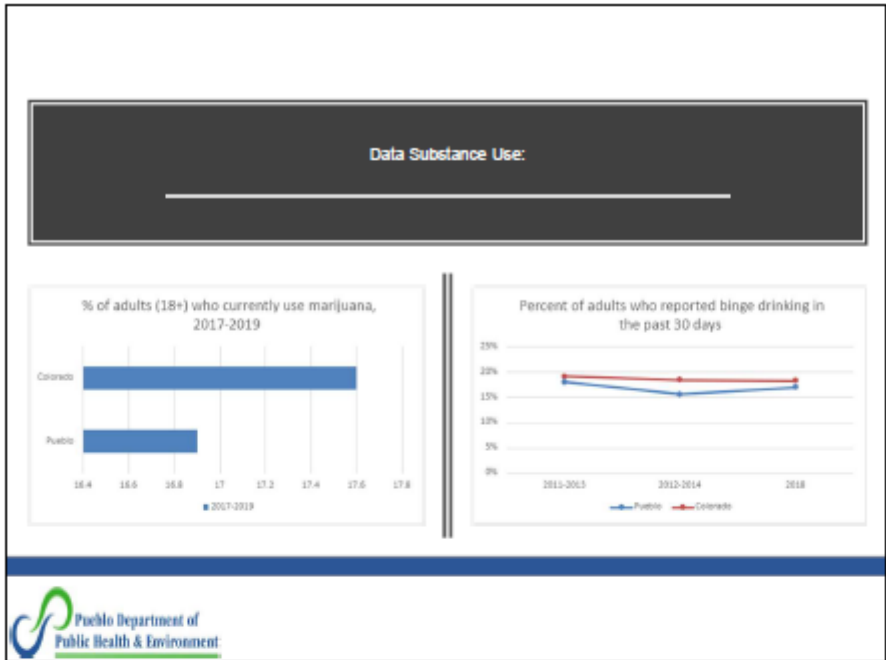 Data Substance Use:
% of adults (18+) who currently use marijuana,
2017-2019
Colorado
Pueblo
16.4 16.6 16.8 17 17.2 17.4 17.6 17.8
2017-2019
Percent of adults who reported binge drinking in
the past 30 days
25%
20%
15%
10%
5%
0%
2011-2013 2012-2014 2018
Pueblo Colorado
Pueblo Department of
Public Health & Environment